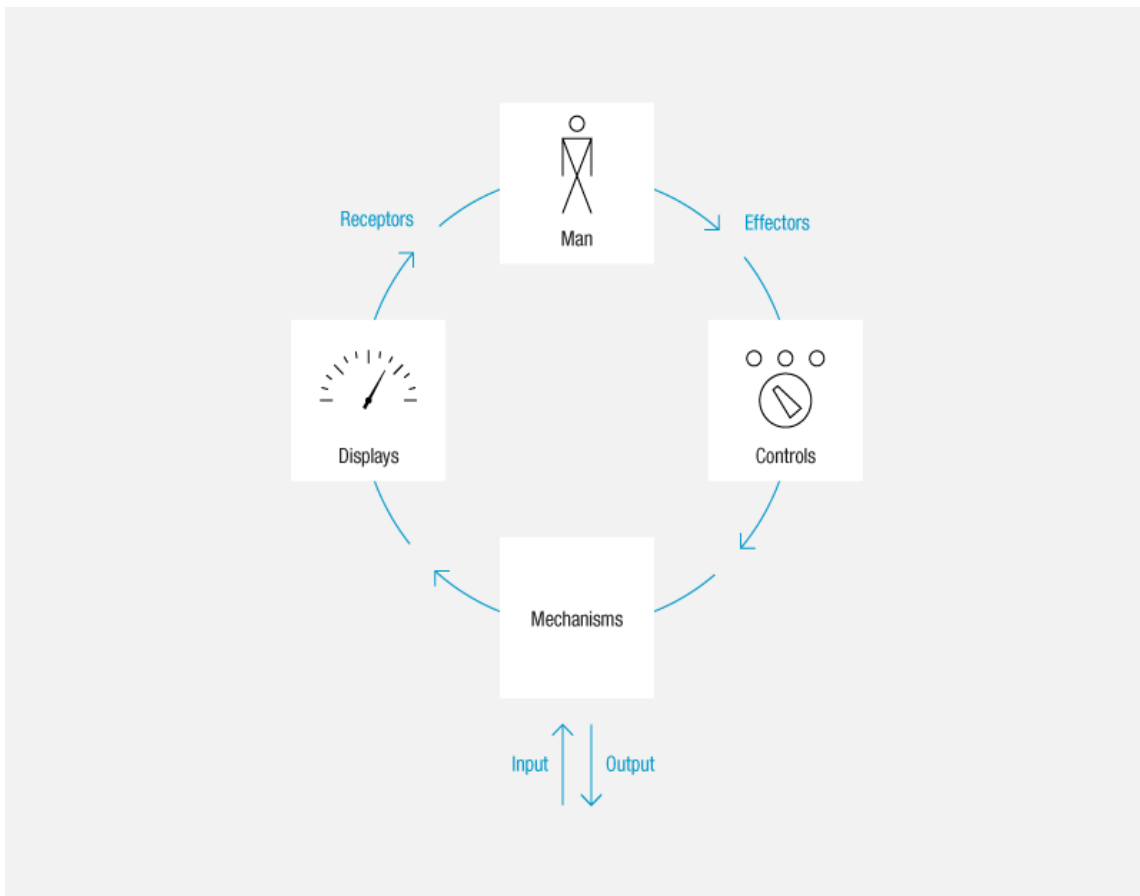 Man
Receptors
Effectors
Displays
Controls
Mechanisms
Input
Output